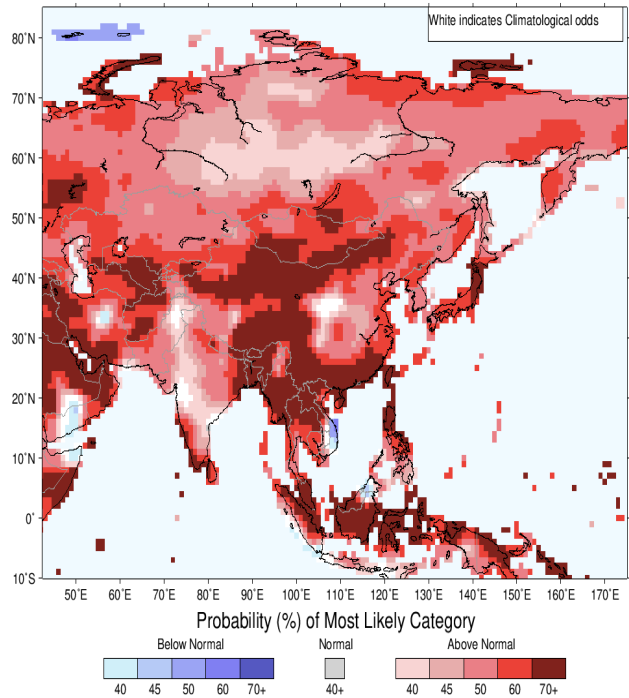 White indicates Climatological odds
80˚N
70˚N
60˚N
50˚N
40˚N
30˚N
20˚N
10˚N
0˚
10˚S
50˚E 60˚E 70˚E 80˚E 90˚E 100˚E 110˚E 120˚E 130˚E 140˚E 150˚E 160˚E 170˚E
Probability (%) of Most Likely Category
Below Normal Normal Above Normal
40 45 50 60 70+ 40+ 40 45 50 60 70+